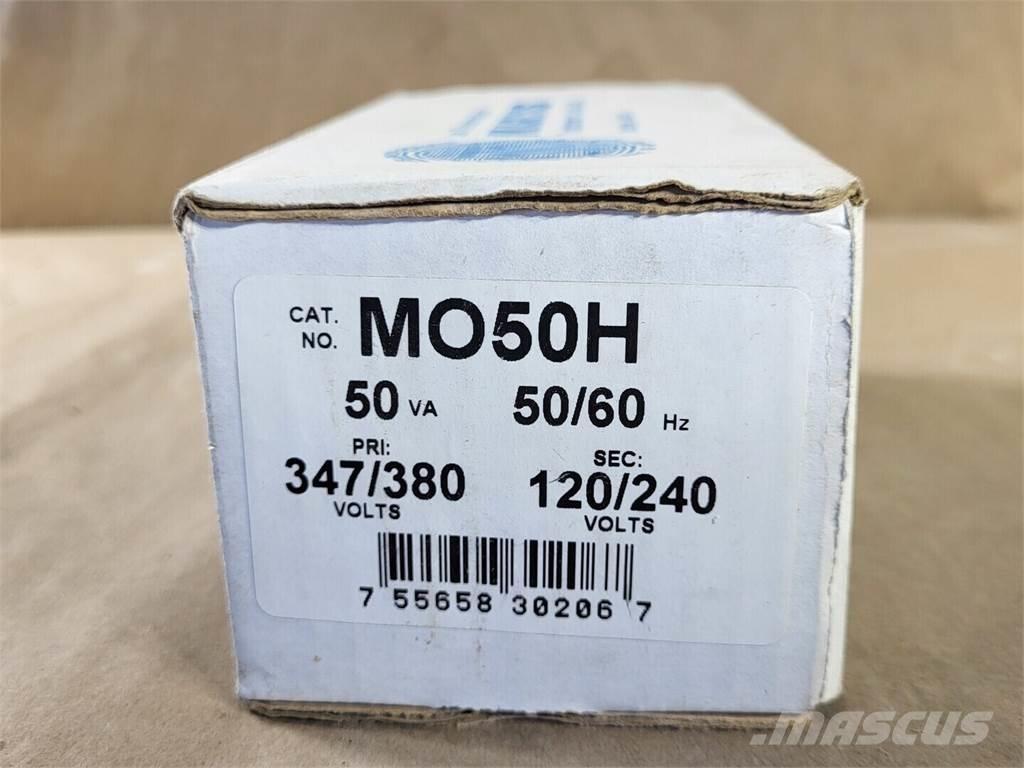 CAT.
NO. MO50H
50 VA 50/60 Hz
PRI: SEC:
347/380 120/240
VOLTS VOLTS
7 55658 30206 7
MASCUS